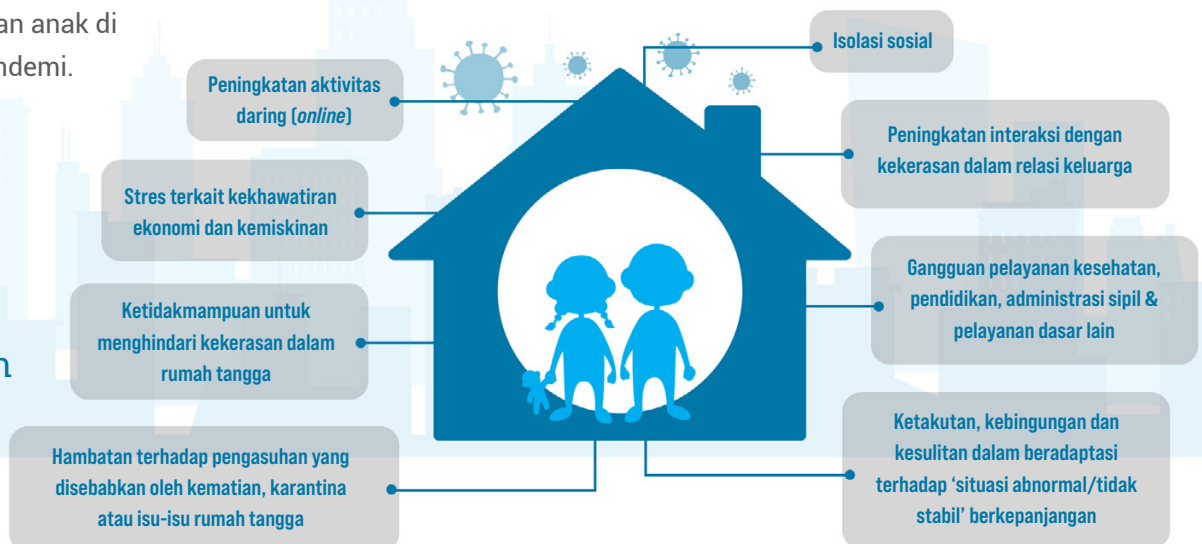 an anak di
ndemi.
n
Peningkatan aktivitas
daring (online)
Stres terkait kekhawatiran
ekonomi dan kemiskinan
Ketidakmampuan untuk
menghindari kekerasan dalam
rumah tangga
Hambatan terhadap pengasuhan yang
disebabkan oleh kematian, karantina
atau isu-isu rumah tangga
Isolasi sosial
Peningkatan interaksi dengan
kekerasan dalam relasi keluarga
Gangguan pelayanan kesehatan,
pendidikan, administrasi sipil &
pelayanan dasar lain
Ketakutan, kebingungan dan
kesulitan dalam beradaptasi
terhadap ‘situasi abnormal/tidak
stabil’ berkepanjangan